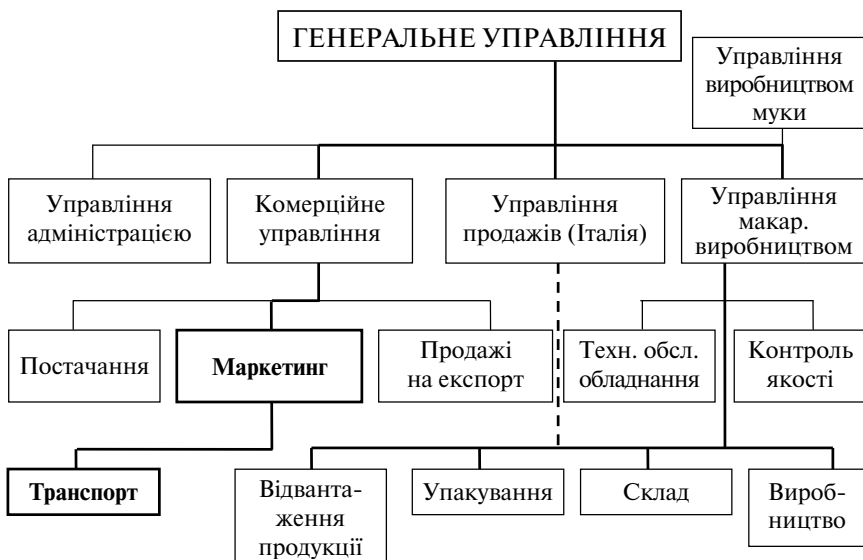 ГЕНЕРАЛЬНЕ УПРАВЛІННЯ
Управління
виробництвом
муки
Управління
адміністрацією
Комерційне
управління
Управління
продажів (Італія)
Управління
макар.
виробництвом
Постачання
Маркетинг
Продажі
на експорт
Техн. обсл.
обладнання
Контроль
якості
Транспорт
Відванта-
ження
продукції
Упакування
Склад
Вироб-
ництво